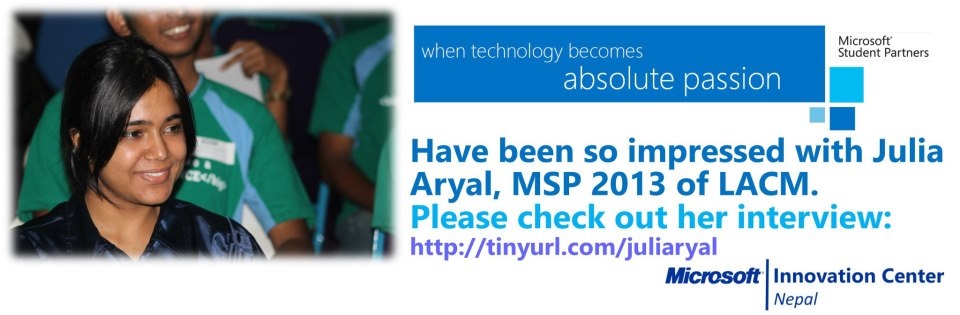 when technology becomes
absolute passion
Microsoft®
Student Partners
Have been so impressed with Julia
Aryal, MSP 2013 of LACM.
Please check out her interview:
http://tinyurl.com/juliaryal
Microsoft® Innovation Center
Nepal